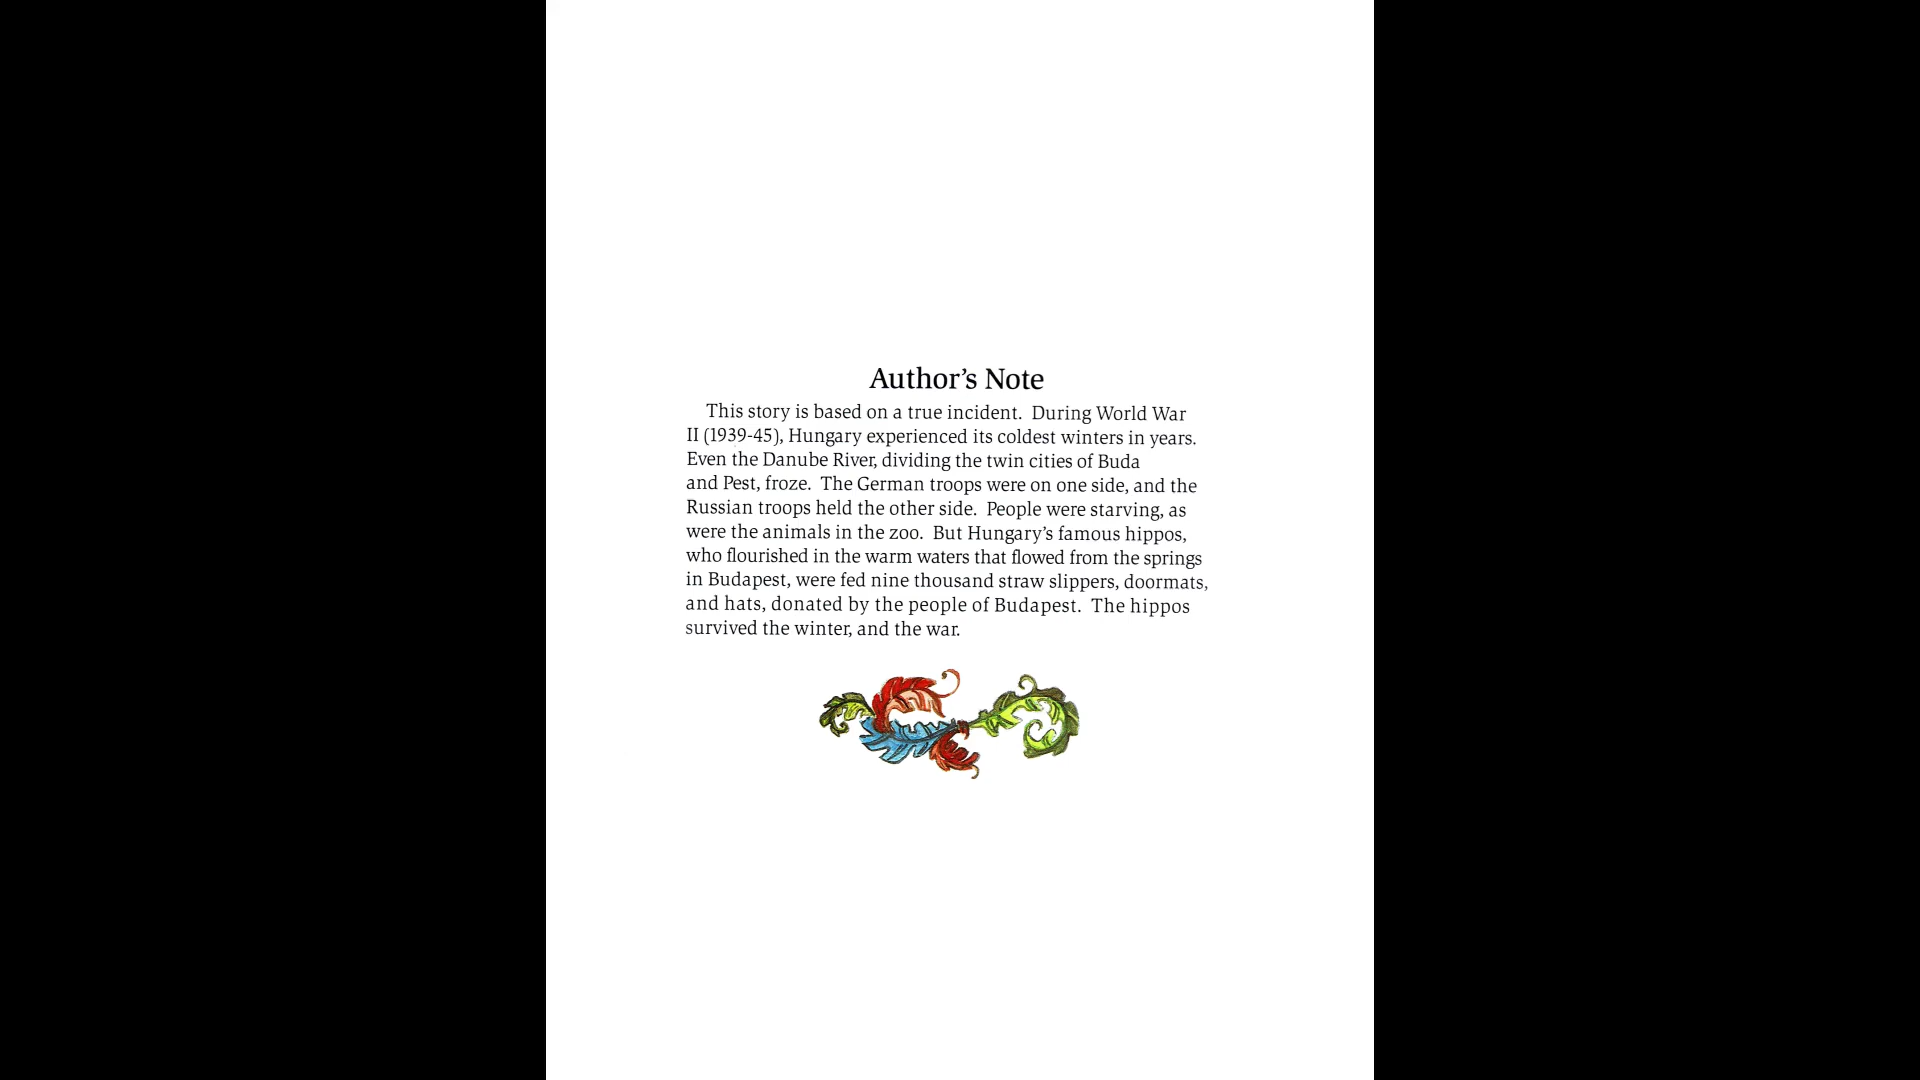 Author’s Note
This story is based on a true incident.  During World War
II (1939-45), Hungary experienced its coldest winters in years.
Even the Danube River, dividing the twin cities of Buda
and Pest, froze.  The German troops were on one side, and the
Russian troops held the other side.  People were starving, as
were the animals in the zoo.  But Hungary’s famous hippos,
who flourished in the warm waters that flowed from the springs
in Budapest, were fed nine thousand straw slippers, doormats,
and hats, donated by the people of Budapest.  The hippos
survived the winter, and the war.